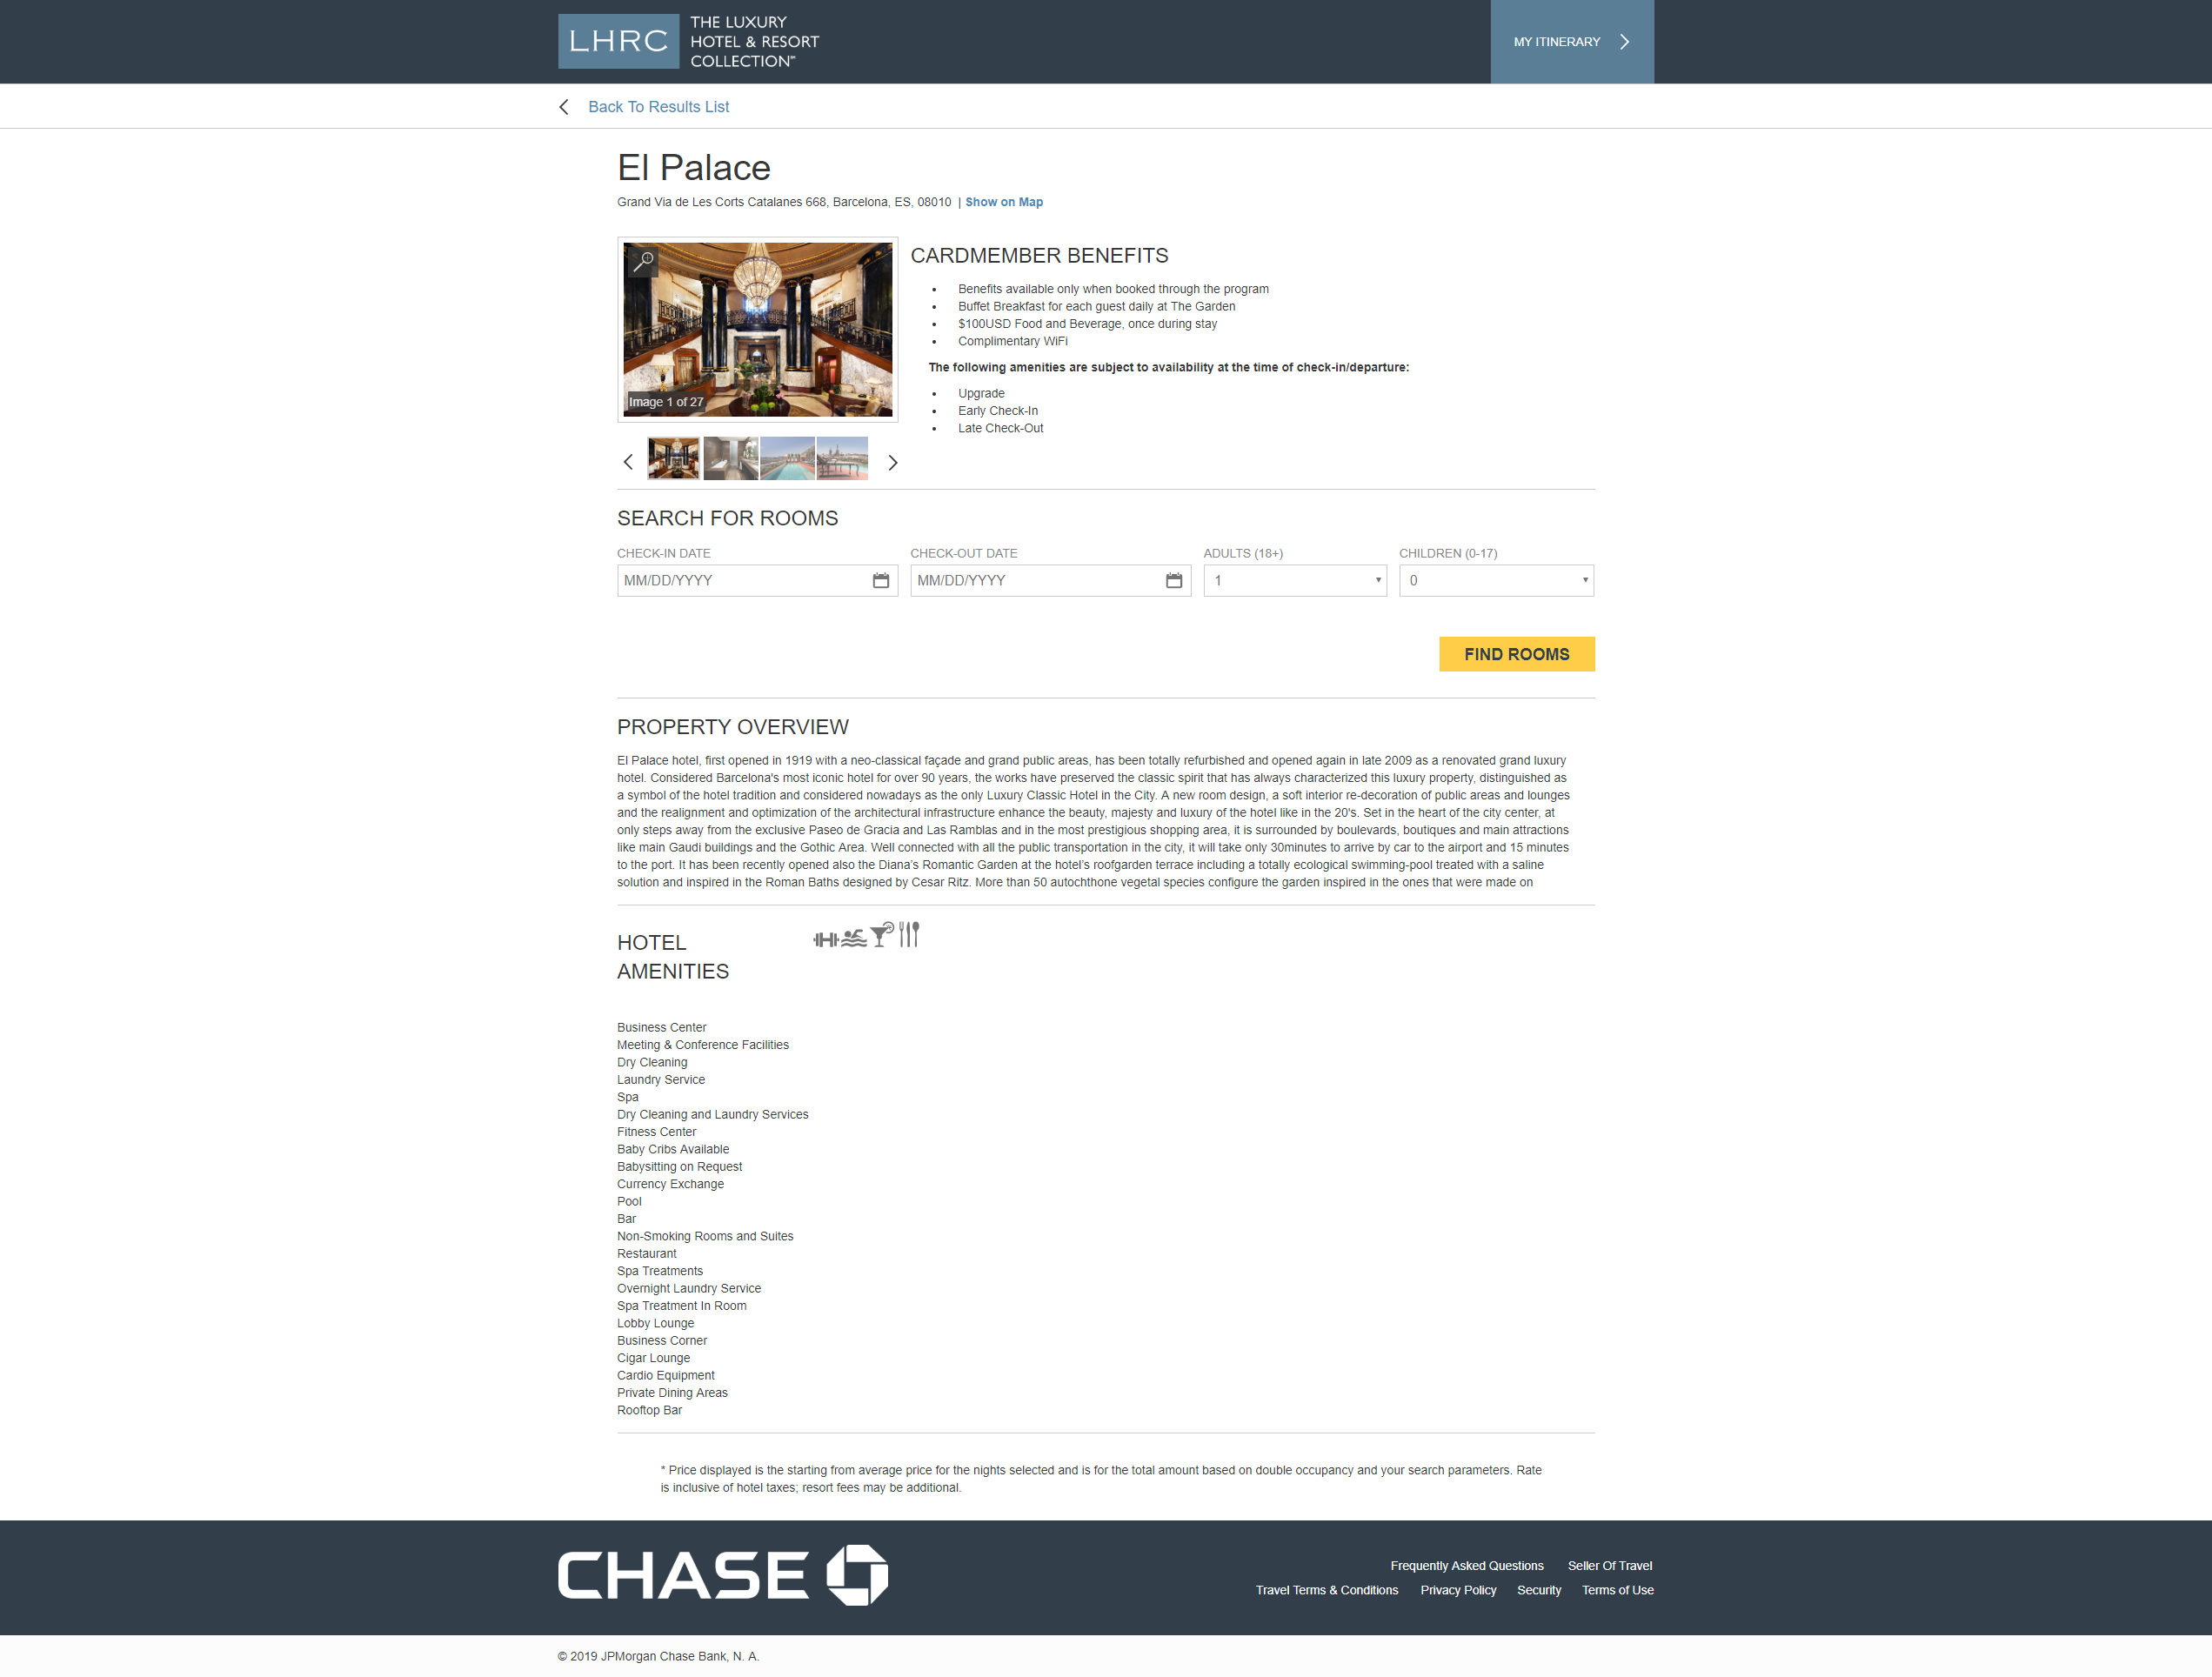 LHRC
THE LUXURY
HOTEL & RESORT
COLLECTION℠
MY ITINERARY
Back To Results List
El Palace
Grand Via de Les Corts Catalanes 668, Barcelona, ES, 08010 | Show on Map
Image 1 of 27
CARDMEMBER BENEFITS
• Benefits available only when booked through the program
• Buffet Breakfast for each guest daily at The Garden
• $100USD Food and Beverage, once during stay
• Complimentary WiFi
The following amenities are subject to availability at the time of check-in/departure:
• Upgrade
• Early Check-In
• Late Check-Out
SEARCH FOR ROOMS
CHECK-IN DATE CHECK-OUT DATE ADULTS (18+) CHILDREN (0-17)
MM/DD/YYYY MM/DD/YYYY 1 0
FIND ROOMS
PROPERTY OVERVIEW
El Palace hotel, first opened in 1919 with a neo-classical façade and grand public areas, has been totally refurbished and opened again in late 2009 as a renovated grand luxury
hotel. Considered Barcelona's most iconic hotel for over 90 years, the works have preserved the classic spirit that has always characterized this luxury property, distinguished as
a symbol of the hotel tradition and considered nowadays as the only Luxury Classic Hotel in the City. A new room design, a soft interior re-decoration of public areas and lounges
and the realignment and optimization of the architectural infrastructure enhance the beauty, majesty and luxury of the hotel like in the 20's. Set in the heart of the city center, at
only steps away from the exclusive Paseo de Gracia and Las Ramblas and in the most prestigious shopping area, it is surrounded by boulevards, boutiques and main attractions
like main Gaudi buildings and the Gothic Area. Well connected with all the public transportation in the city, it will take only 30minutes to arrive by car to the airport and 15 minutes
to the port. It has been recently opened also the Diana’s Romantic Garden at the hotel’s roofgarden terrace including a totally ecological swimming-pool treated with a saline
solution and inspired in the Roman Baths designed by Cesar Ritz. More than 50 autochthone vegetal species configure the garden inspired in the ones that were made on
HOTEL
AMENITIES
Business Center
Meeting & Conference Facilities
Dry Cleaning
Laundry Service
Spa
Dry Cleaning and Laundry Services
Fitness Center
Baby Cribs Available
Babysitting on Request
Currency Exchange
Pool
Bar
Non-Smoking Rooms and Suites
Restaurant
Spa Treatments
Overnight Laundry Service
Spa Treatment In Room
Lobby Lounge
Business Corner
Cigar Lounge
Cardio Equipment
Private Dining Areas
Rooftop Bar
* Price displayed is the starting from average price for the nights selected and is for the total amount based on double occupancy and your search parameters. Rate
is inclusive of hotel taxes; resort fees may be additional.
CHASE
Frequently Asked Questions Seller Of Travel
Travel Terms & Conditions Privacy Policy Security Terms of Use
© 2019 JPMorgan Chase Bank, N. A.